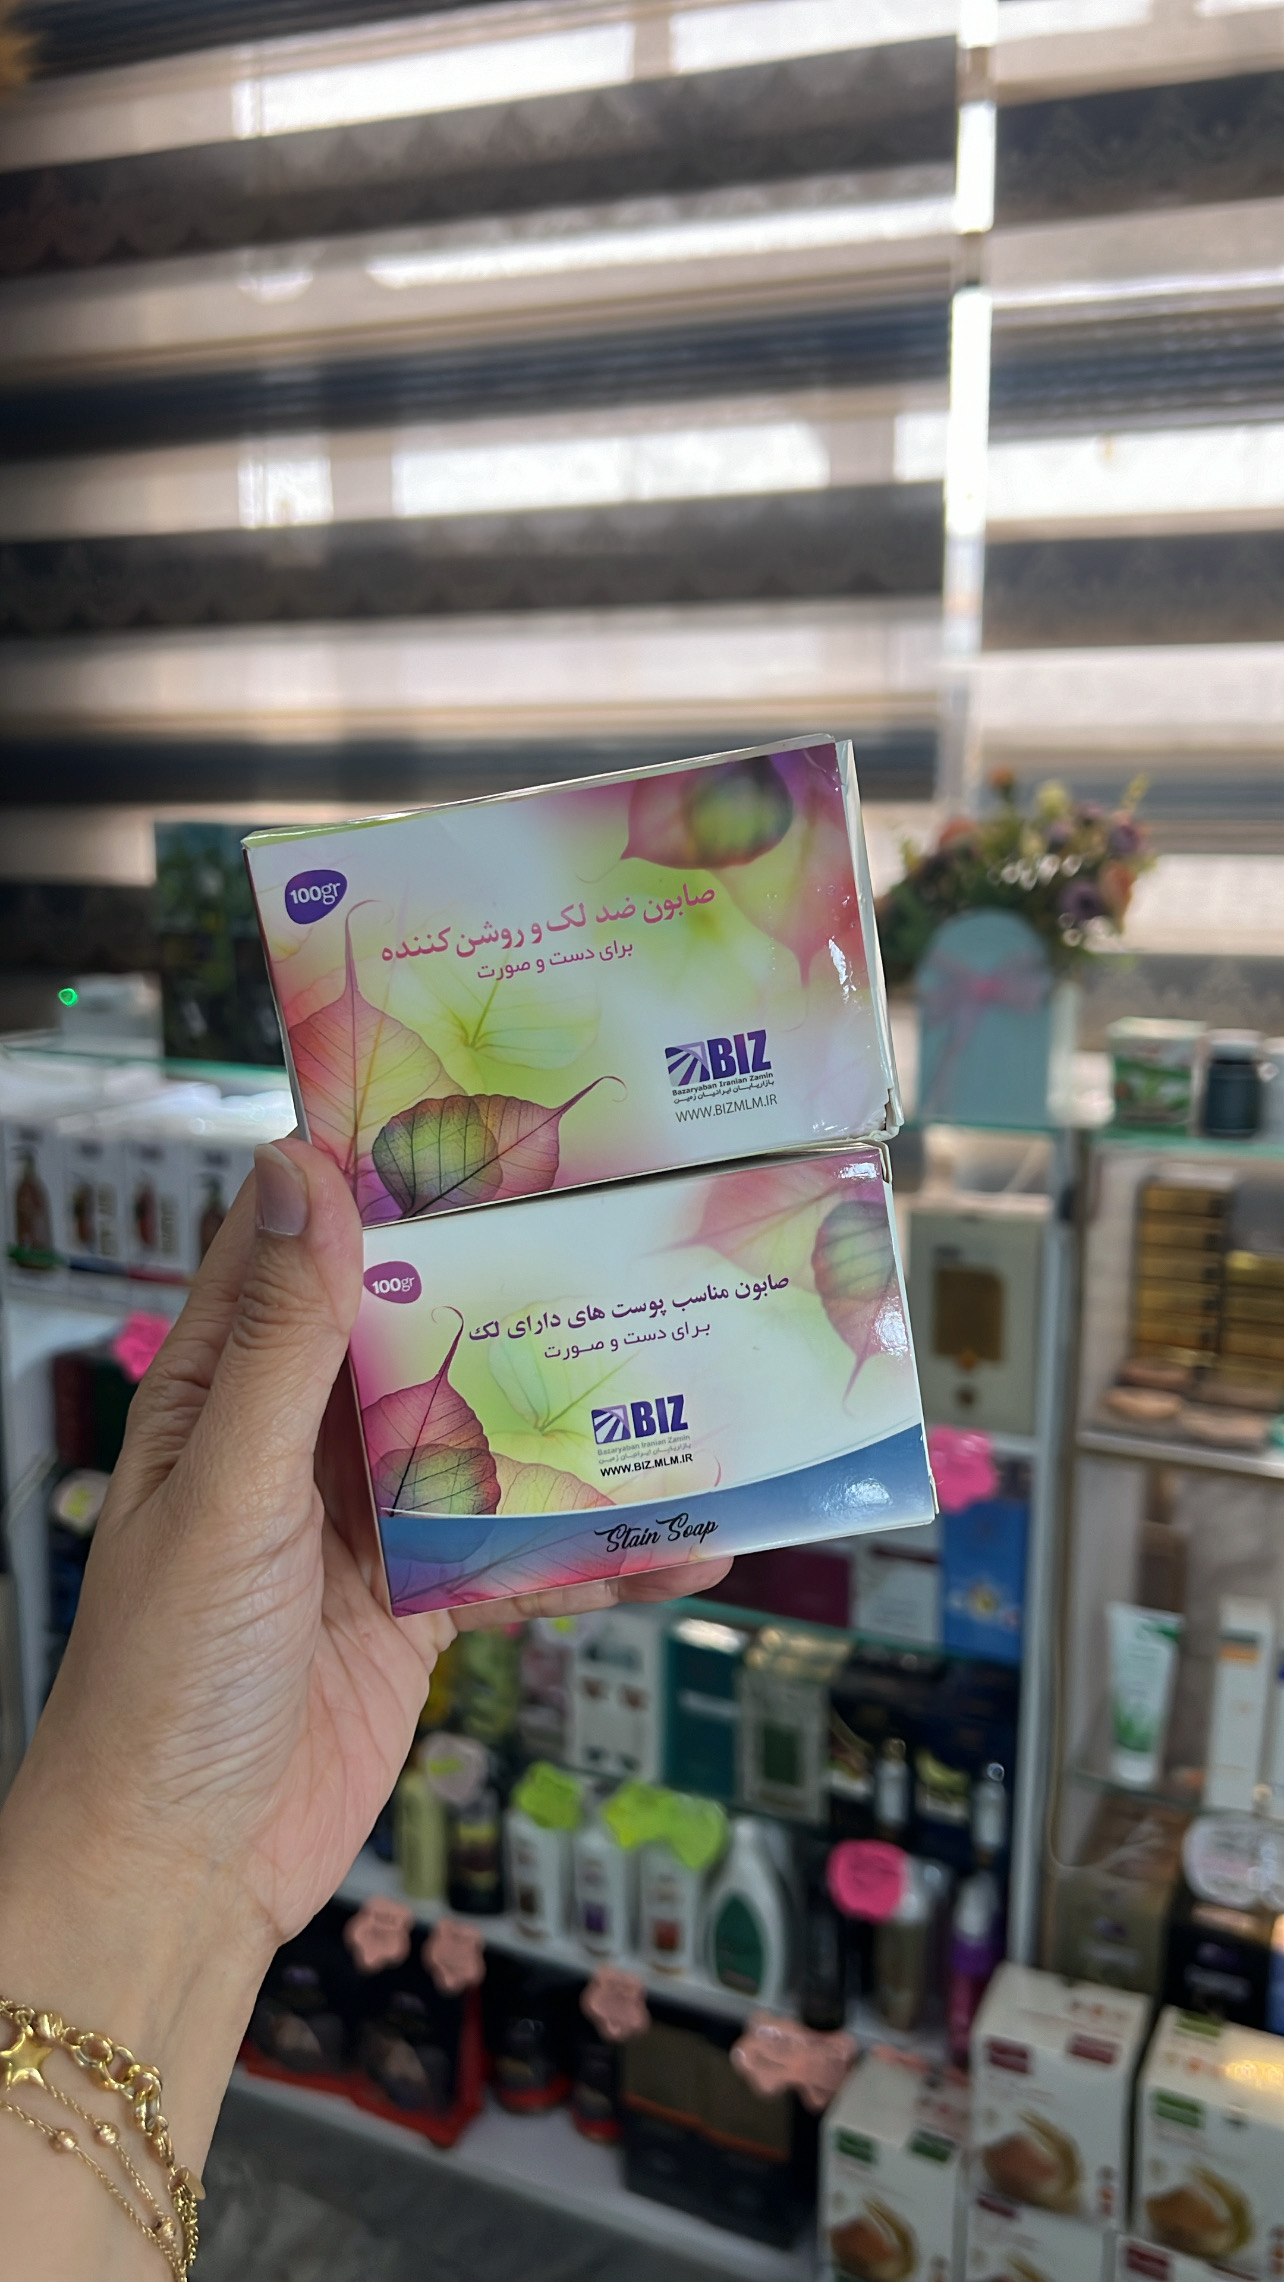 100gr
صابون ضد لک و روشن کننده
برای دست و صورت
BIZ
Bazaryaban Iranian Zamin
بازاریابان ایرانیان زمین
WWW.BIZMLM.IR
100gr
صابون مناسب پوست های دارای لک
برای دست و صورت
BIZ
Bazaryaban Iranian Zamin
بازاریابان ایرانیان زمین
WWW.BIZ.MLM.IR
Stain Soap